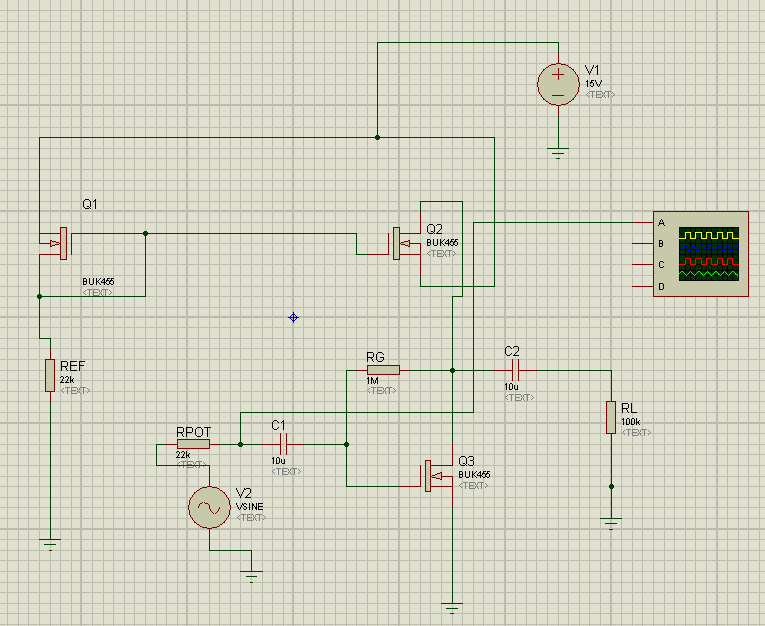 V1
15V
<TEXT>
Q1
BUK455
<TEXT>
Q2
BUK455
<TEXT>
A
B
C
D
REF
22k
<TEXT>
RG
1M
<TEXT>
C2
10u
<TEXT>
RL
100k
<TEXT>
RPOT
22k
<TEXT>
C1
10u
<TEXT>
Q3
BUK455
<TEXT>
V2
VSINE
<TEXT>